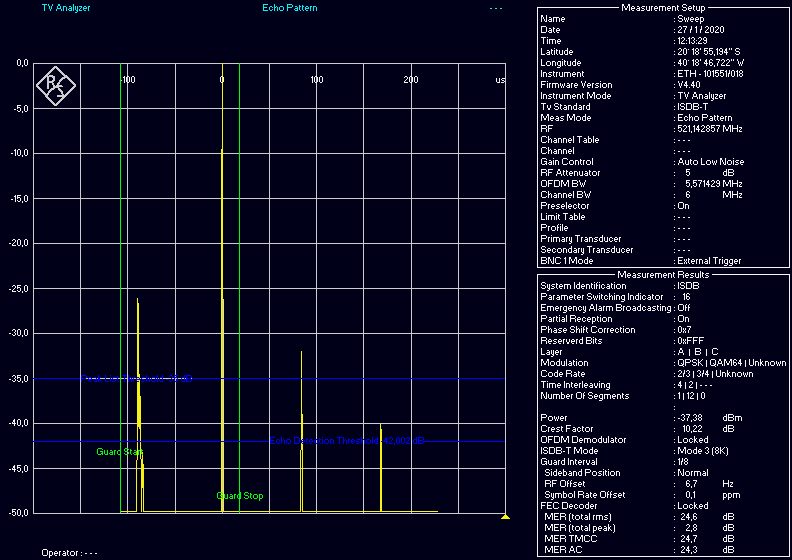 TV Analyzer Echo Pattern ---
0,0
-5,0
-10,0
-15,0
-20,0
-25,0
-30,0
-35,0
-40,0
-45,0
-50,0
-100 0 100 200 us
Echo Detection Threshold -42,000 dB
Guard Start
Guard Stop
Operator : ---
Measurement Setup
Name : Sweep
Date : 27 / 1 / 2020
Time : 12:13:29
Latitude : 20° 18' 55,194" S
Longitude : 40° 18' 46,722" W
Instrument : ETH - 101551/018
Firmware Version : V4.40
Instrument Mode : TV Analyzer
Tv Standard : ISDB-T
Meas Mode : Echo Pattern
RF : 521,142857 MHz
Channel Table : ---
Channel : ---
Gain Control : Auto Low Noise
RF Attenuator : 5 dB
OFDM BW : 5,571429 MHz
Channel BW : 6 MHz
Preselector : On
Limit Table : ---
Profile : ---
Primary Transducer : ---
Secondary Transducer : ---
BNC 1 Mode : External Trigger
Measurement Results
System Identification : ISDB
Parameter Switching Indicator : 16
Emergency Alarm Broadcasting : Off
Partial Reception : On
Phase Shift Correction : 0x7
Reserverd Bits : 0xFFF
Layer : A | B | C
Modulation : QPSK | QAM64 | Unknown
Code Rate : 2/3 | 3/4 | Unknown
Time Interleaving : 4 | 2 | ---
Number Of Segments : 1 | 12 | 0
:
Power : -37,38 dBm
Crest Factor : 10,22 dB
OFDM Demodulator : Locked
ISDB-T Mode : Mode 3 (8K)
Guard Interval : 1/8
Sideband Position : Normal
RF Offset : 6,7 Hz
Symbol Rate Offset : 0,1 ppm
FEC Decoder : Locked
MER (total rms) : 24,6 dB
MER (total peak) : 2,8 dB
MER TMCC : 24,7 dB
MER AC : 24,3 dB